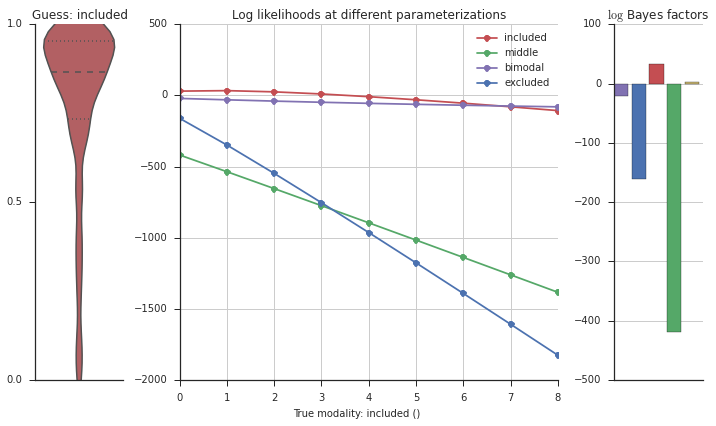 Guess: included
1.0
0.5
0.0
Log likelihoods at different parameterizations
500
0
−500
−1000
−1500
−2000
included
middle
bimodal
excluded
0 1 2 3 4 5 6 7 8
True modality: included ()
log Bayes factors
100
0
−100
−200
−300
−400
−500